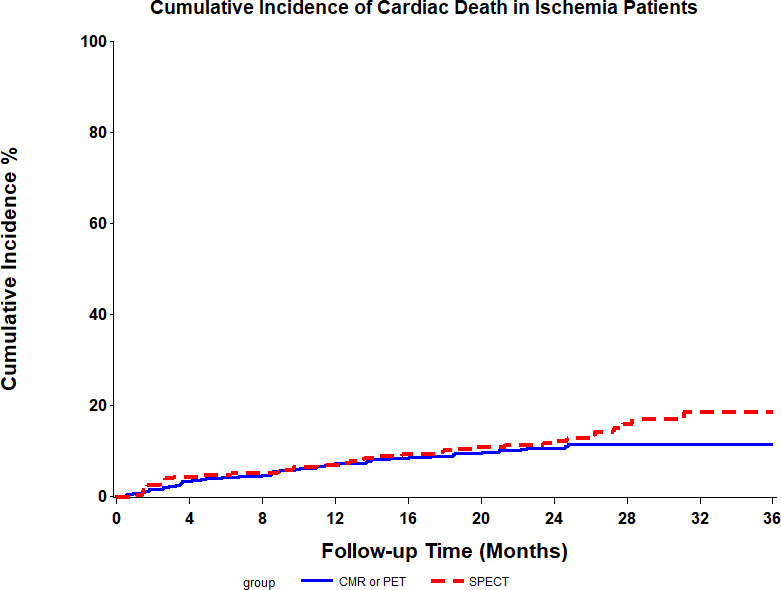 Cumulative Incidence of Cardiac Death in Ischemia Patients
100
80
60
40
20
0
Cumulative Incidence %
0 4 8 12 16 20 24 28 32 36
Follow-up Time (Months)
group CMR or PET SPECT